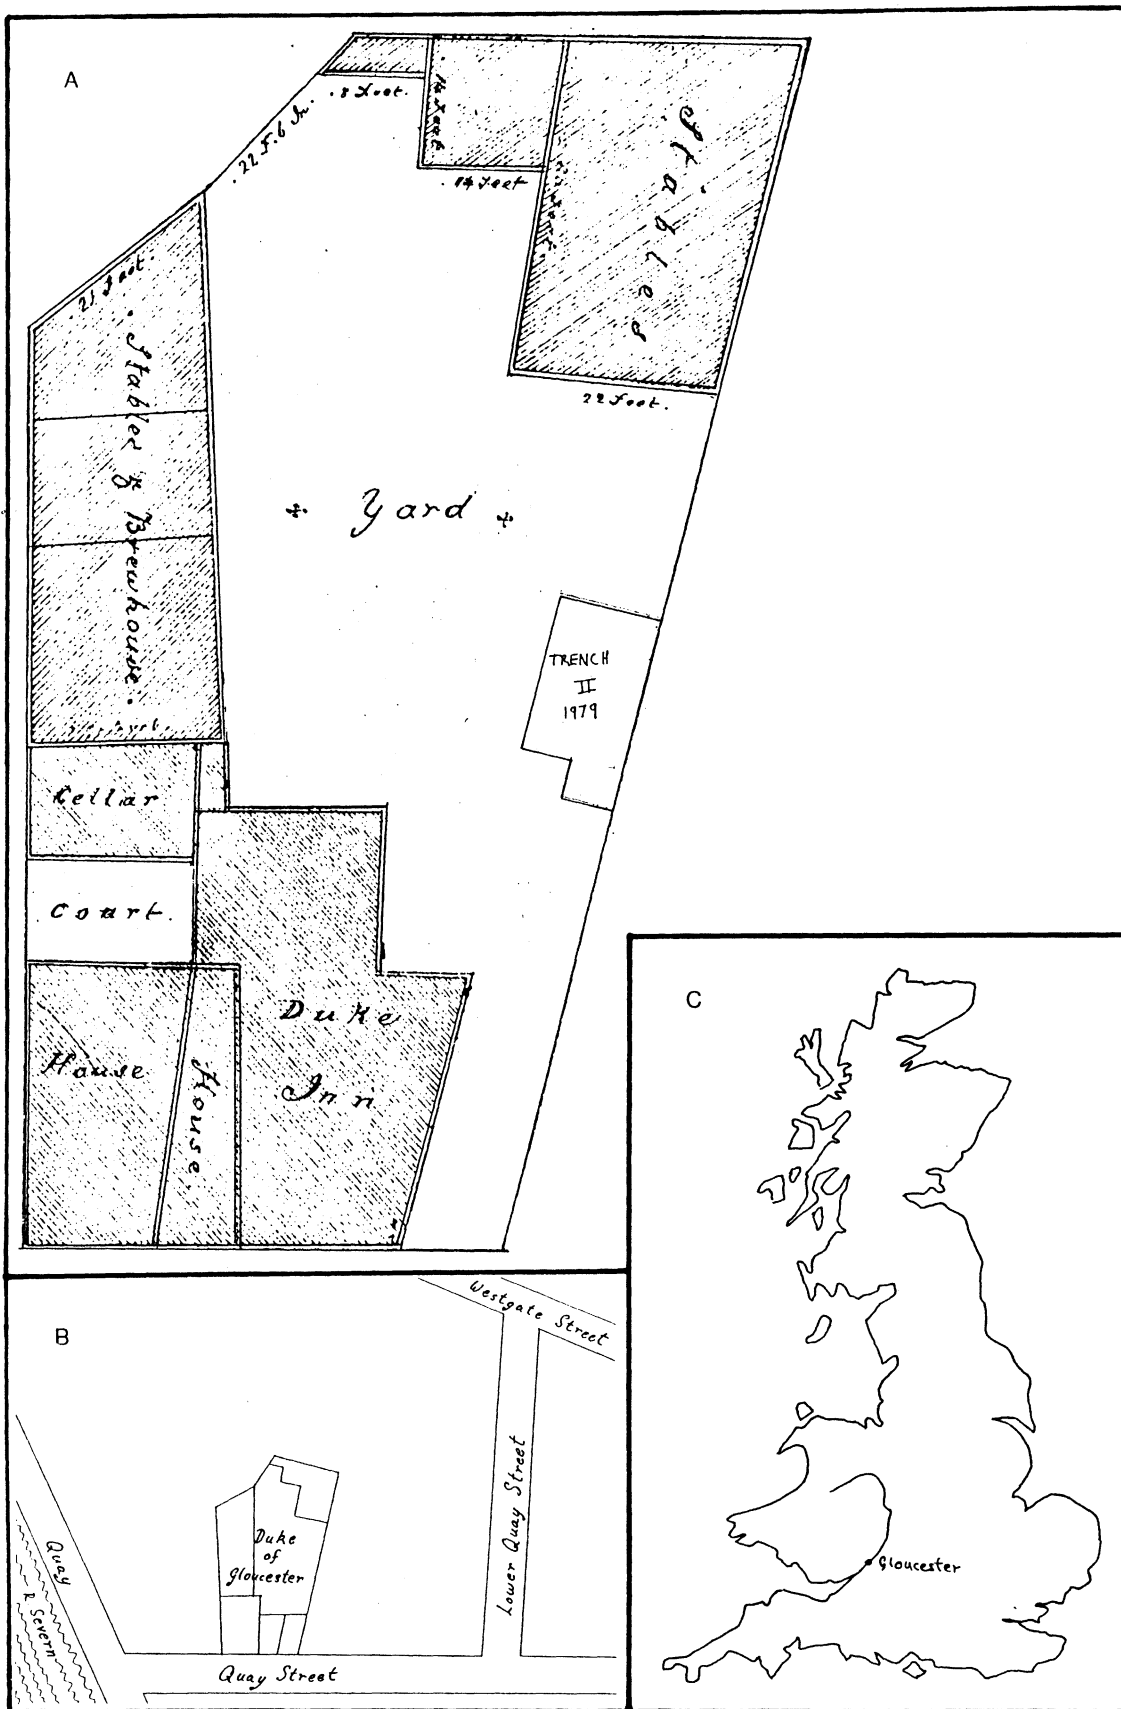 A
. 8 Feet.
. 22 F. 6 In.
. 14 Feet
. 14 Feet
Stables
. 21 Feet.
. Stables & Brewhouse.
22 Feet.
* Yard *
TRENCH
II
1979
Cellar
Court.
House
House
Duke
Inn
B
Westgate Street
Lower Quay Street
Duke
of
Gloucester
Quay
R Severn
Quay Street
C
Gloucester